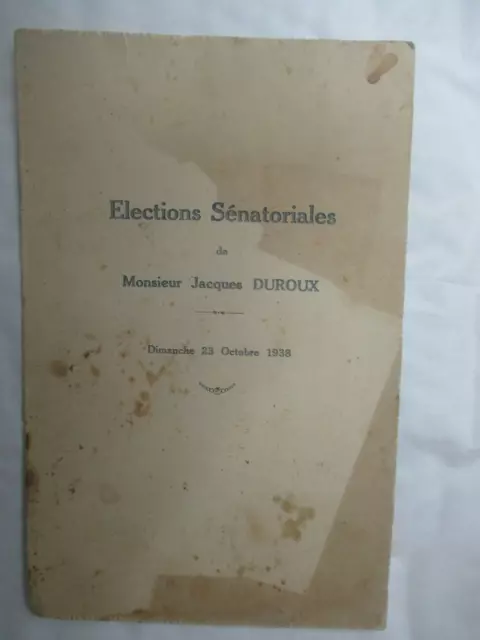 Elections Sénatoriales
de
Monsieur Jacques DUROUX
Dimanche 23 Octobre 1938